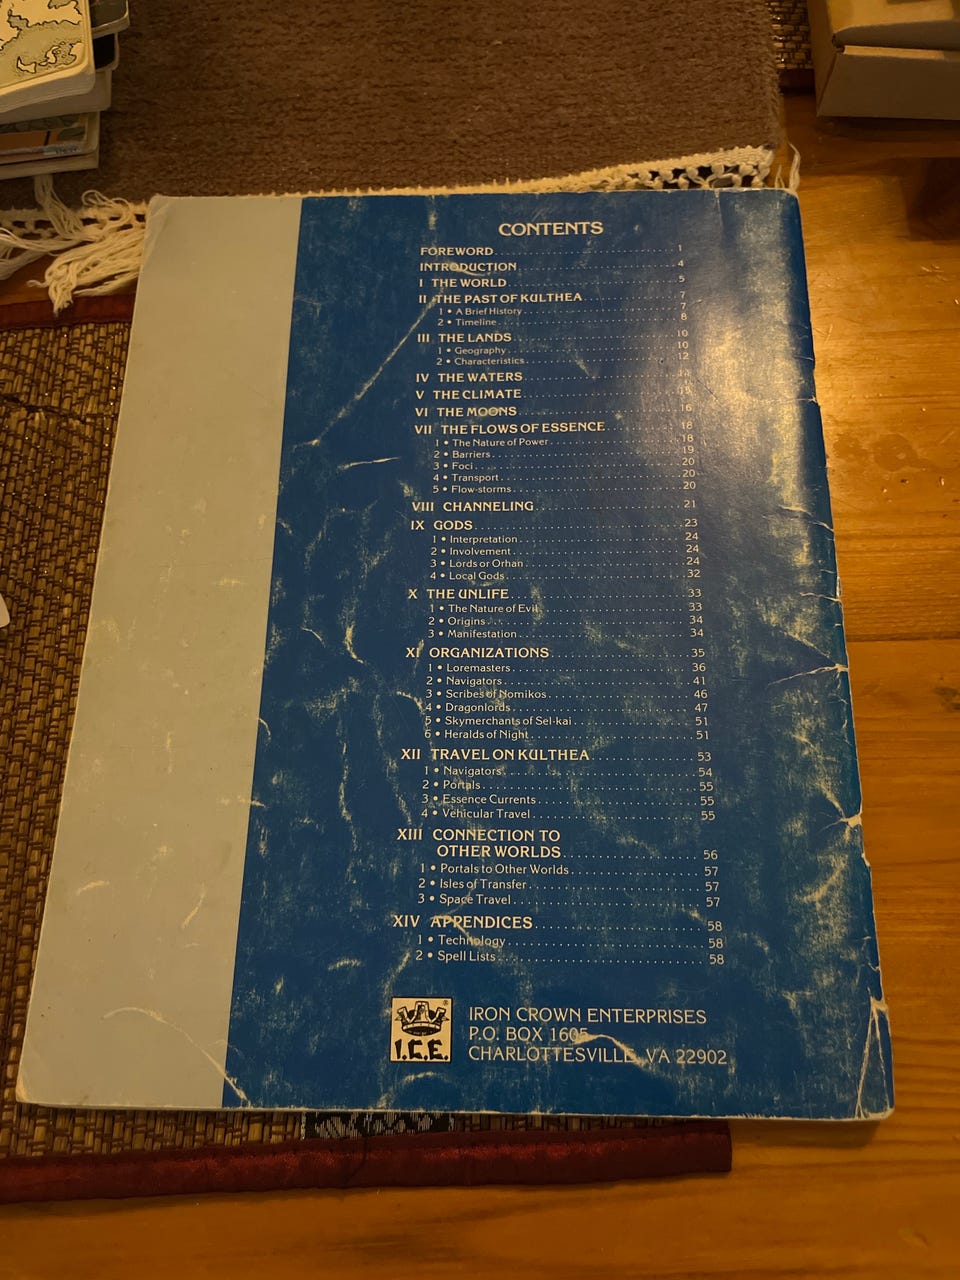 CONTENTS
FOREWORD 1
INTRODUCTION 4
I THE WORLD 5
II THE PAST OF KULTHEA 7
1 • A Brief History 7
2 • Timeline 8
III THE LANDS 10
1 • Geography 10
2 • Characteristics 12
IV THE WATERS
V THE CLIMATE
VI THE MOONS 16
VII THE FLOWS OF ESSENCE 18
1 • The Nature of Power 18
2 • Barriers 19
3 • Foci 20
4 • Transport 20
5 • Flow-storms 20
VIII CHANNELING 21
IX GODS 23
1 • Interpretation 24
2 • Involvement 24
3 • Lords or Orhan 24
4 • Local Gods 32
X THE UNLIFE 33
1 • The Nature of Evil 33
2 • Origins 34
3 • Manifestation 34
XI ORGANIZATIONS 35
1 • Loremasters 36
2 • Navigators 41
3 • Scribes of Nomikos 46
4 • Dragonlords 47
5 • Skymerchants of Sel-kai 51
6 • Heralds of Night 51
XII TRAVEL ON KULTHEA 53
1 • Navigators 54
2 • Portals 55
3 • Essence Currents 55
4 • Vehicular Travel 55
XIII CONNECTION TO
OTHER WORLDS 56
1 • Portals to Other Worlds 57
2 • Isles of Transfer 57
3 • Space Travel 57
XIV APPENDICES 58
1 • Technology 58
2 • Spell Lists 58
I.C.E.
IRON CROWN ENTERPRISES
P.O. BOX 1605
CHARLOTTESVILLE, VA 22902